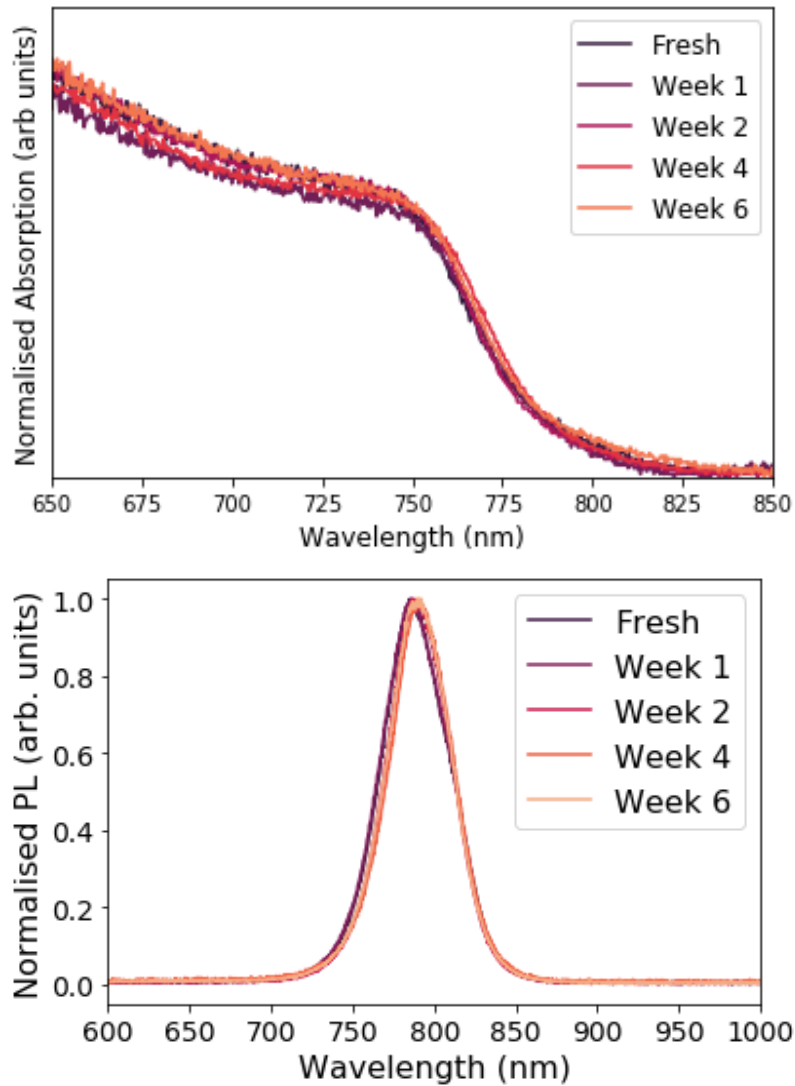 Normalised Absorption (arb units)
Fresh
Week 1
Week 2
Week 4
Week 6
650 675 700 725 750 775 800 825 850
Wavelength (nm)
Normalised PL (arb. units)
1.0
0.8
0.6
0.4
0.2
0.0
Fresh
Week 1
Week 2
Week 4
Week 6
600 650 700 750 800 850 900 950 1000
Wavelength (nm)